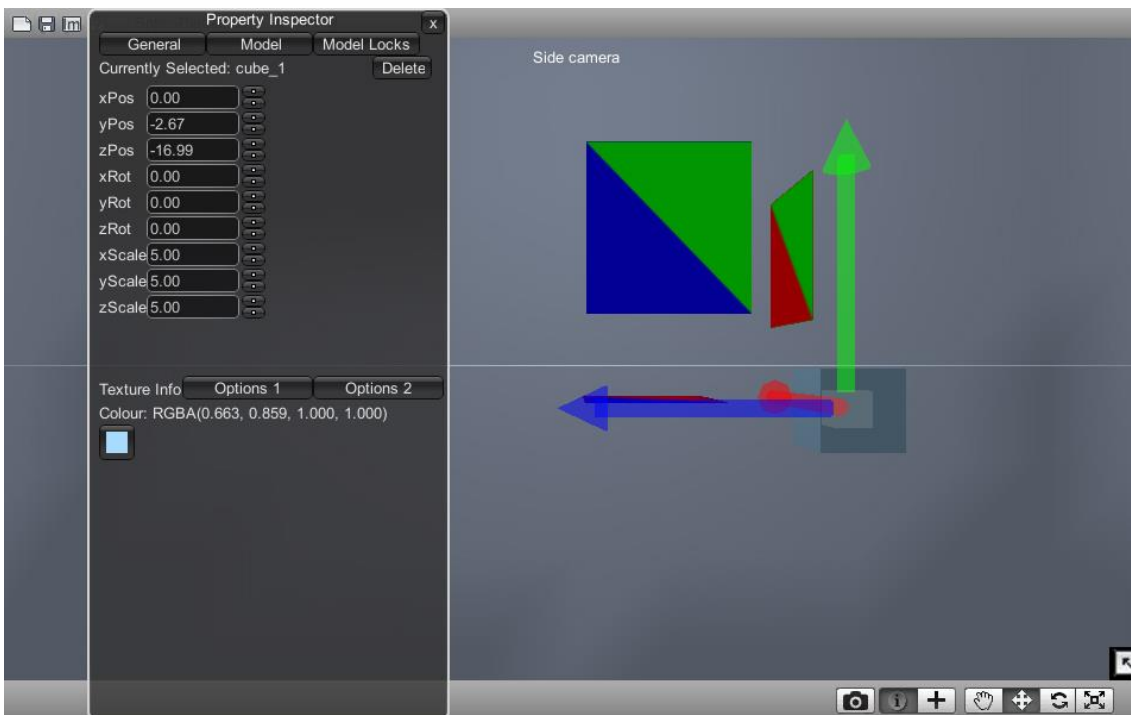 m
Property Inspector
x
General Model Model Locks
Currently Selected: cube_1 Delete
Side camera
xPos 0.00
yPos -2.67
zPos -16.99
xRot 0.00
yRot 0.00
zRot 0.00
xScale 5.00
yScale 5.00
zScale 5.00
Texture Info Options 1 Options 2
Colour: RGBA(0.663, 0.859, 1.000, 1.000)
i